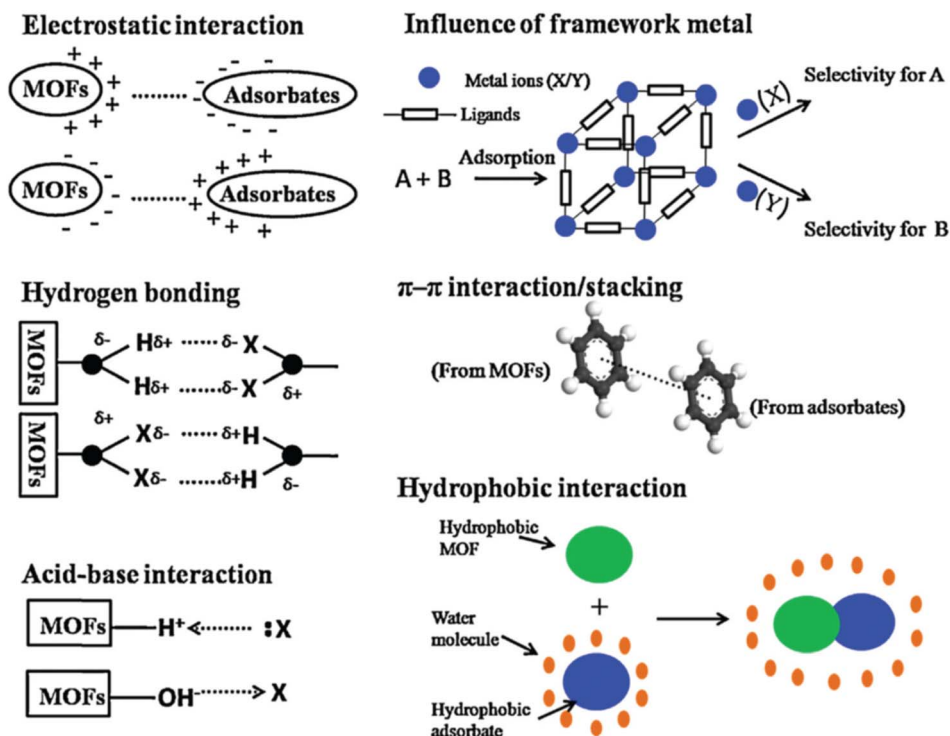 Electrostatic interaction
MOFs
+ + + + + + +
- - - - - - - -
Adsorbates
MOFs
- - - - - -
+ + + + + + + + +
Adsorbates
Influence of framework metal
Metal ions (X/Y)
Ligands
A + B
Adsorption
(X)
Selectivity for A
(Y)
Selectivity for B
Hydrogen bonding
MOFs
δ- Hδ+ δ- X
Hδ+ δ- X δ+
MOFs
δ+ Xδ- δ+H
Xδ- δ+H δ-
π–π interaction/stacking
(From MOFs)
(From adsorbates)
Acid-base interaction
MOFs H⁺ :X
MOFs OH⁻ X
Hydrophobic interaction
Hydrophobic
MOF
+
Water
molecule
Hydrophobic
adsorbate